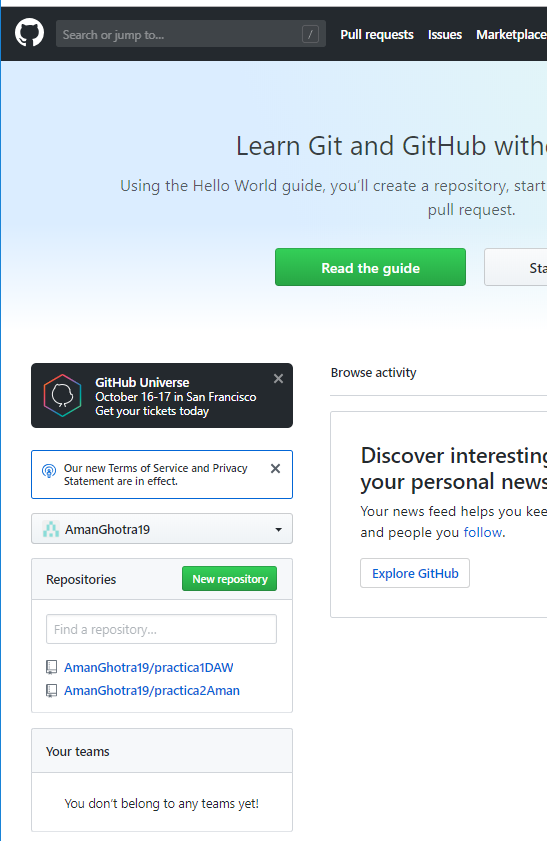 Search or jump to...
/
Pull requests
Issues
Marketplace
Learn Git and GitHub
Using the Hello World guide, you'll create a repository, start
pull request.
Read the guide
GitHub Universe
October 16-17 in San Francisco
Get your tickets today
Our new Terms of Service and Privacy
Statement are in effect.
AmanGhotra19
Repositories
New repository
Find a repository...
AmanGhotra19/practica1DAW
AmanGhotra19/practica2Aman
Your teams
You don't belong to any teams yet!
Browse activity
Discover interesting
your personal news
Your news feed helps you kee
and people you follow.
Explore GitHub